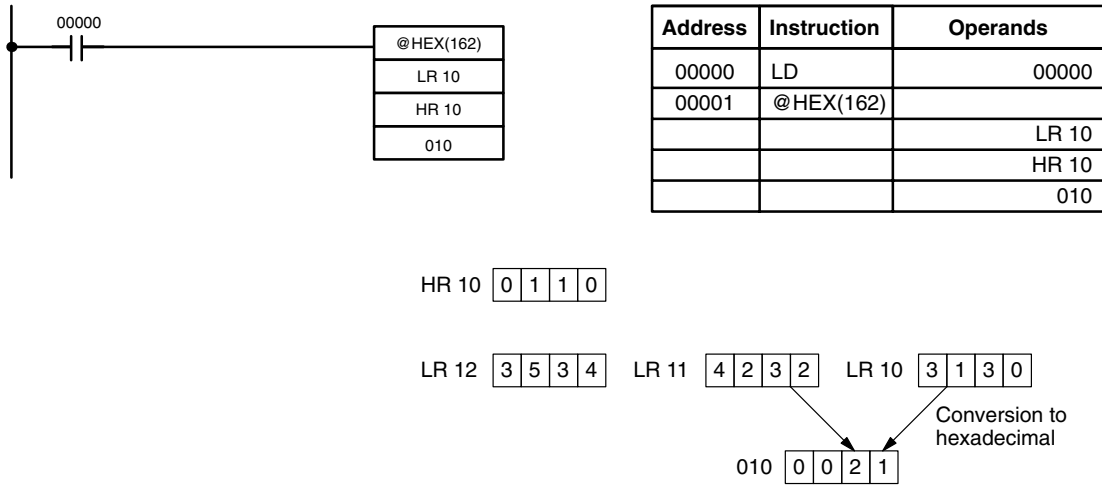 00000
@HEX(162)
LR 10
HR 10
010
Address Instruction Operands
00000 LD 00000
00001 @HEX(162)
LR 10
HR 10
010
HR 10 0 1 1 0
LR 12 3 5 3 4 LR 11 4 2 3 2 LR 10 3 1 3 0
Conversion to
hexadecimal
010 0 0 2 1